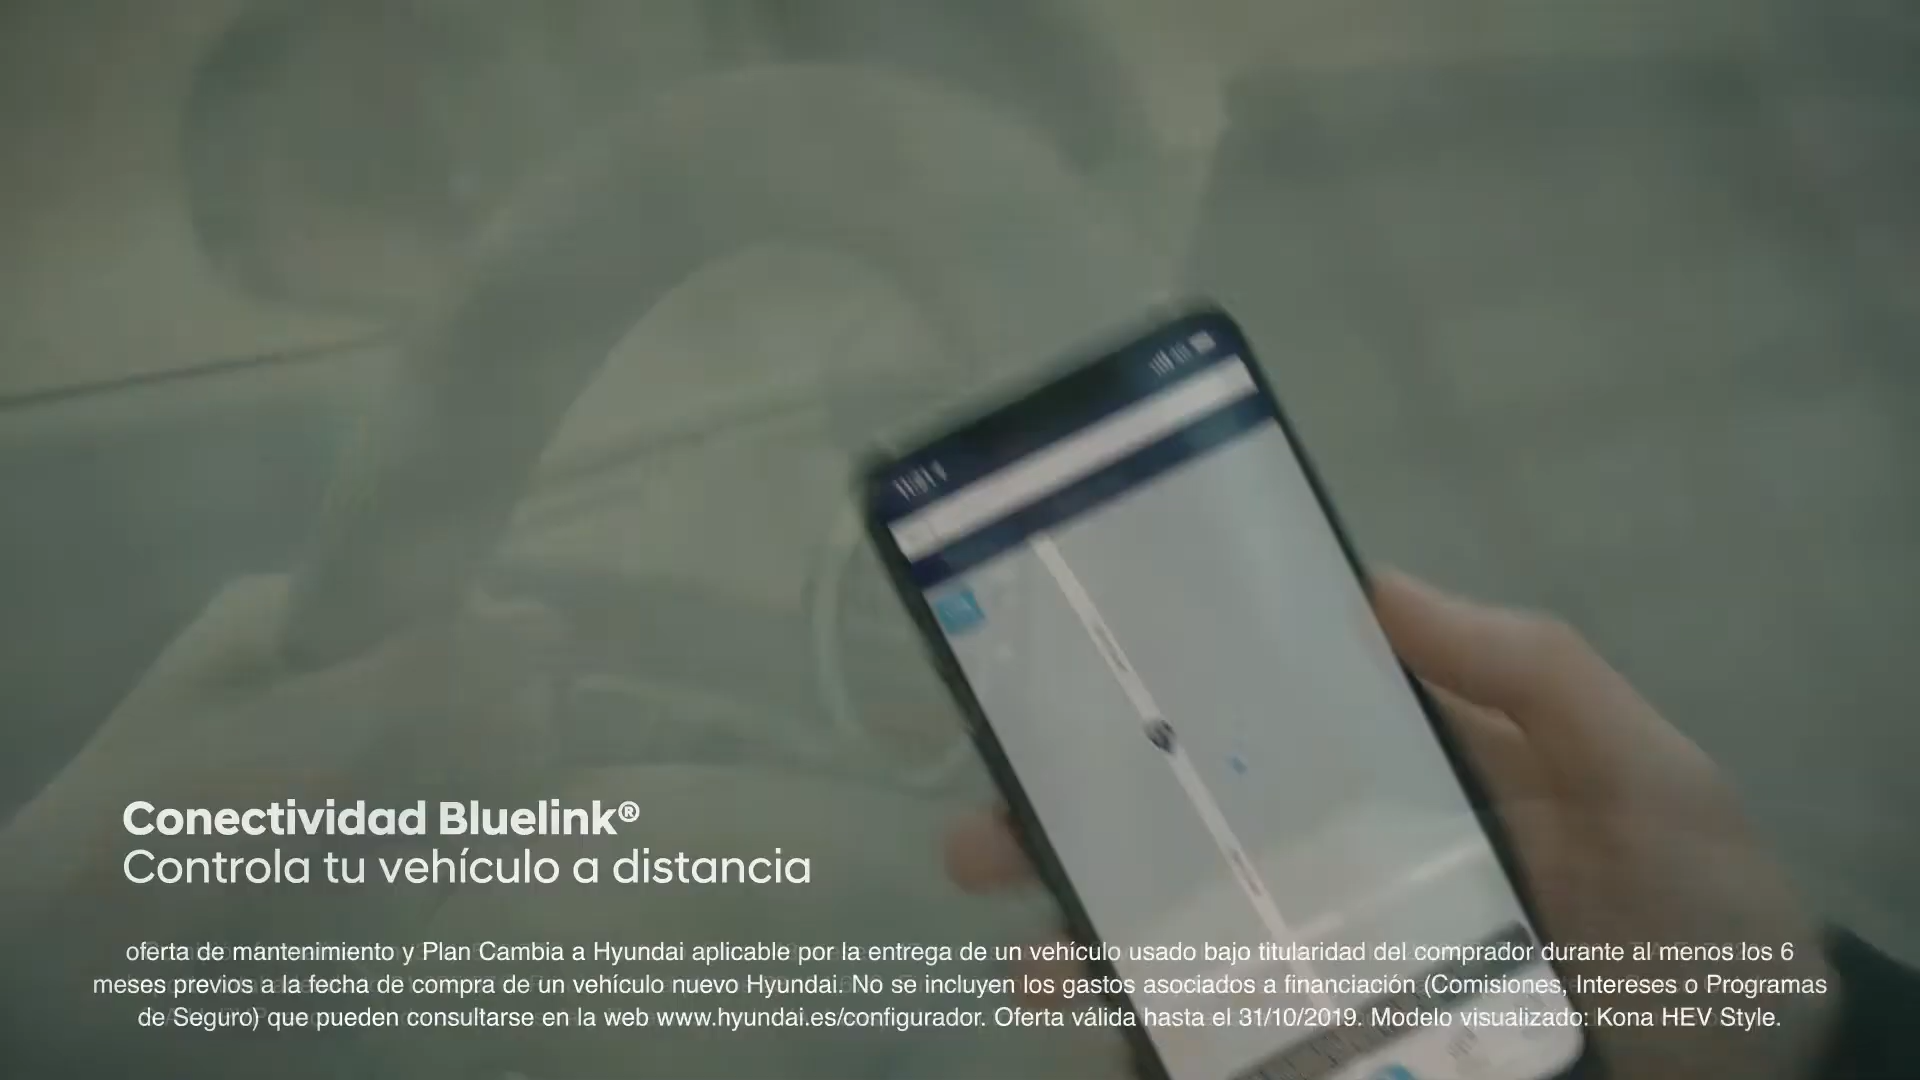 Conectividad Bluelink®
Controla tu vehículo a distancia
oferta de mantenimiento y Plan Cambia a Hyundai aplicable por la entrega de un vehículo usado bajo titularidad del comprador durante al menos los 6
meses previos a la fecha de compra de un vehículo nuevo Hyundai. No se incluyen los gastos asociados a financiación (Comisiones, Intereses o Programas
de Seguro) que pueden consultarse en la web www.hyundai.es/configurador. Oferta válida hasta el 31/10/2019. Modelo visualizado: Kona HEV Style.